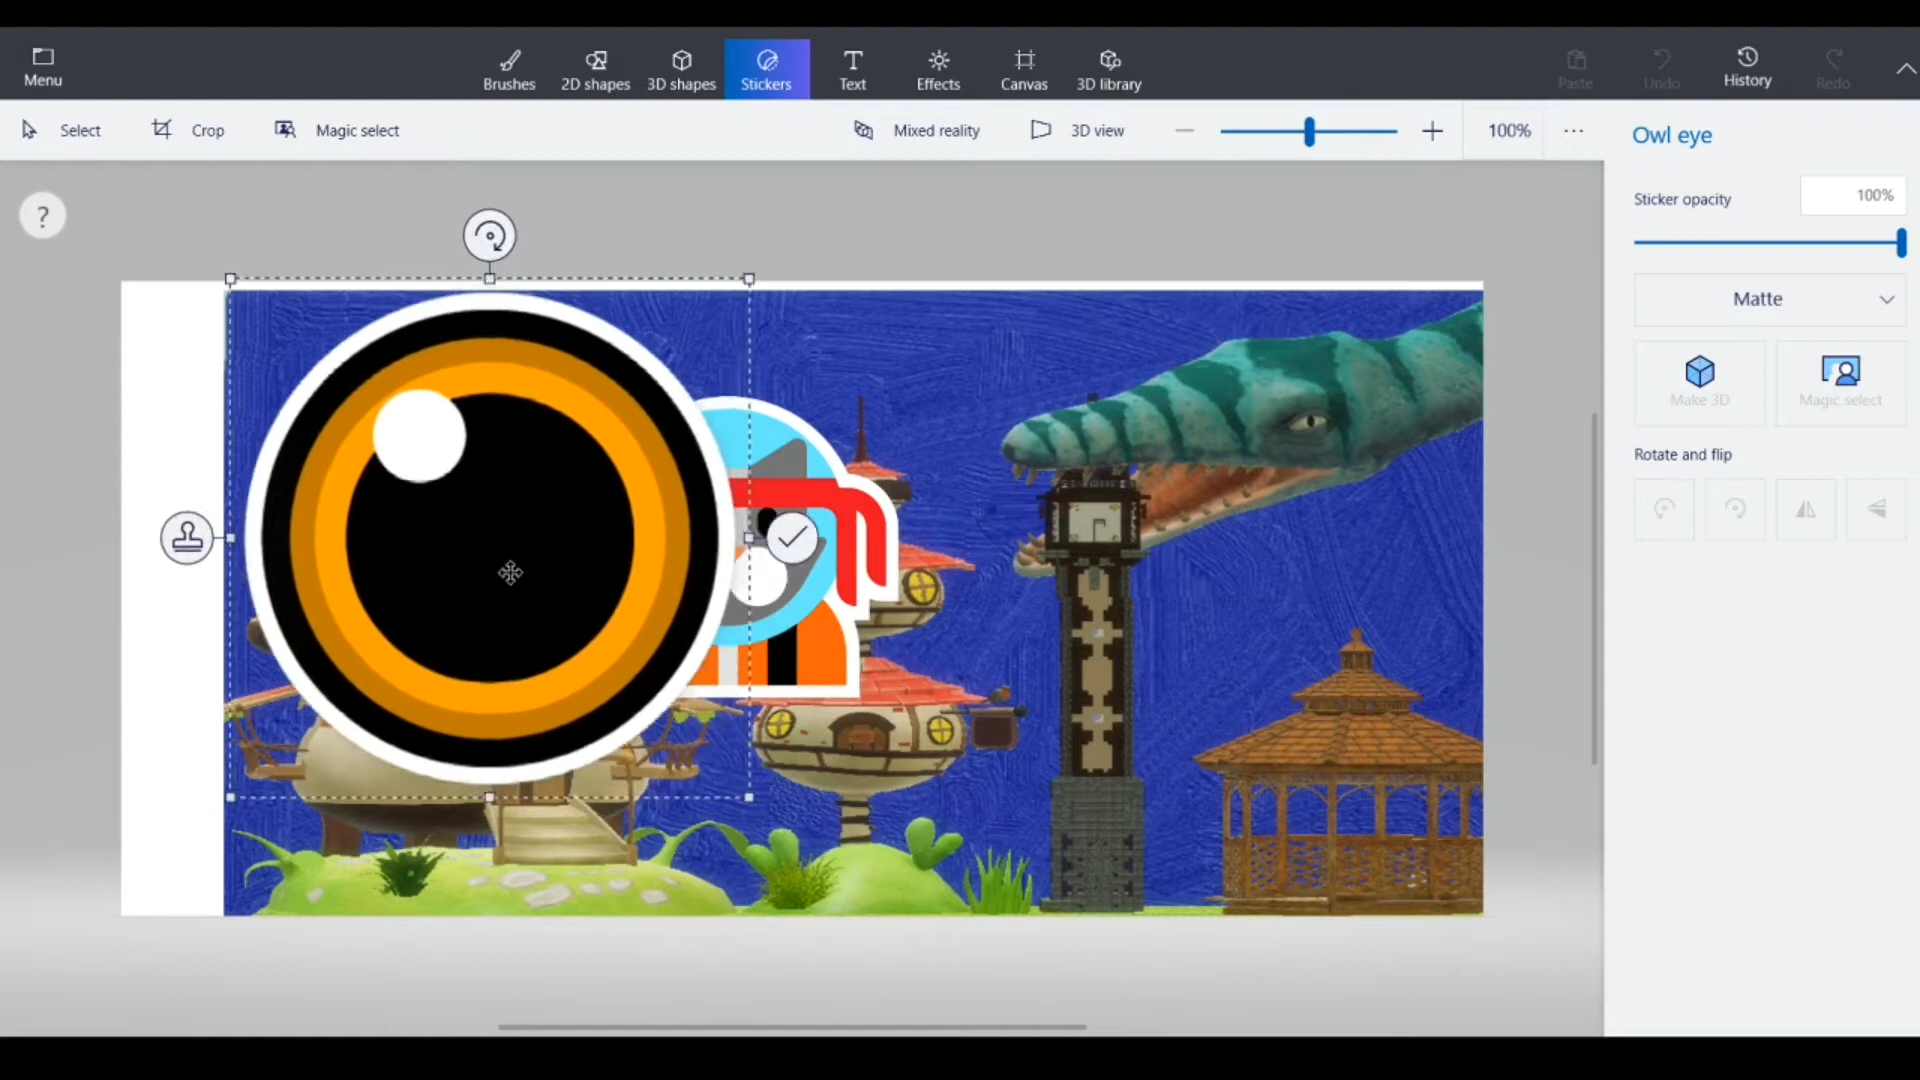 Menu
Brushes
2D shapes
3D shapes
Stickers
Text
Effects
Canvas
3D library
Paste
Undo
History
Redo
Select
Crop
Magic select
Mixed reality
3D view
100%
?
Owl eye
Sticker opacity
100%
Matte
Make 3D
Magic select
Rotate and flip